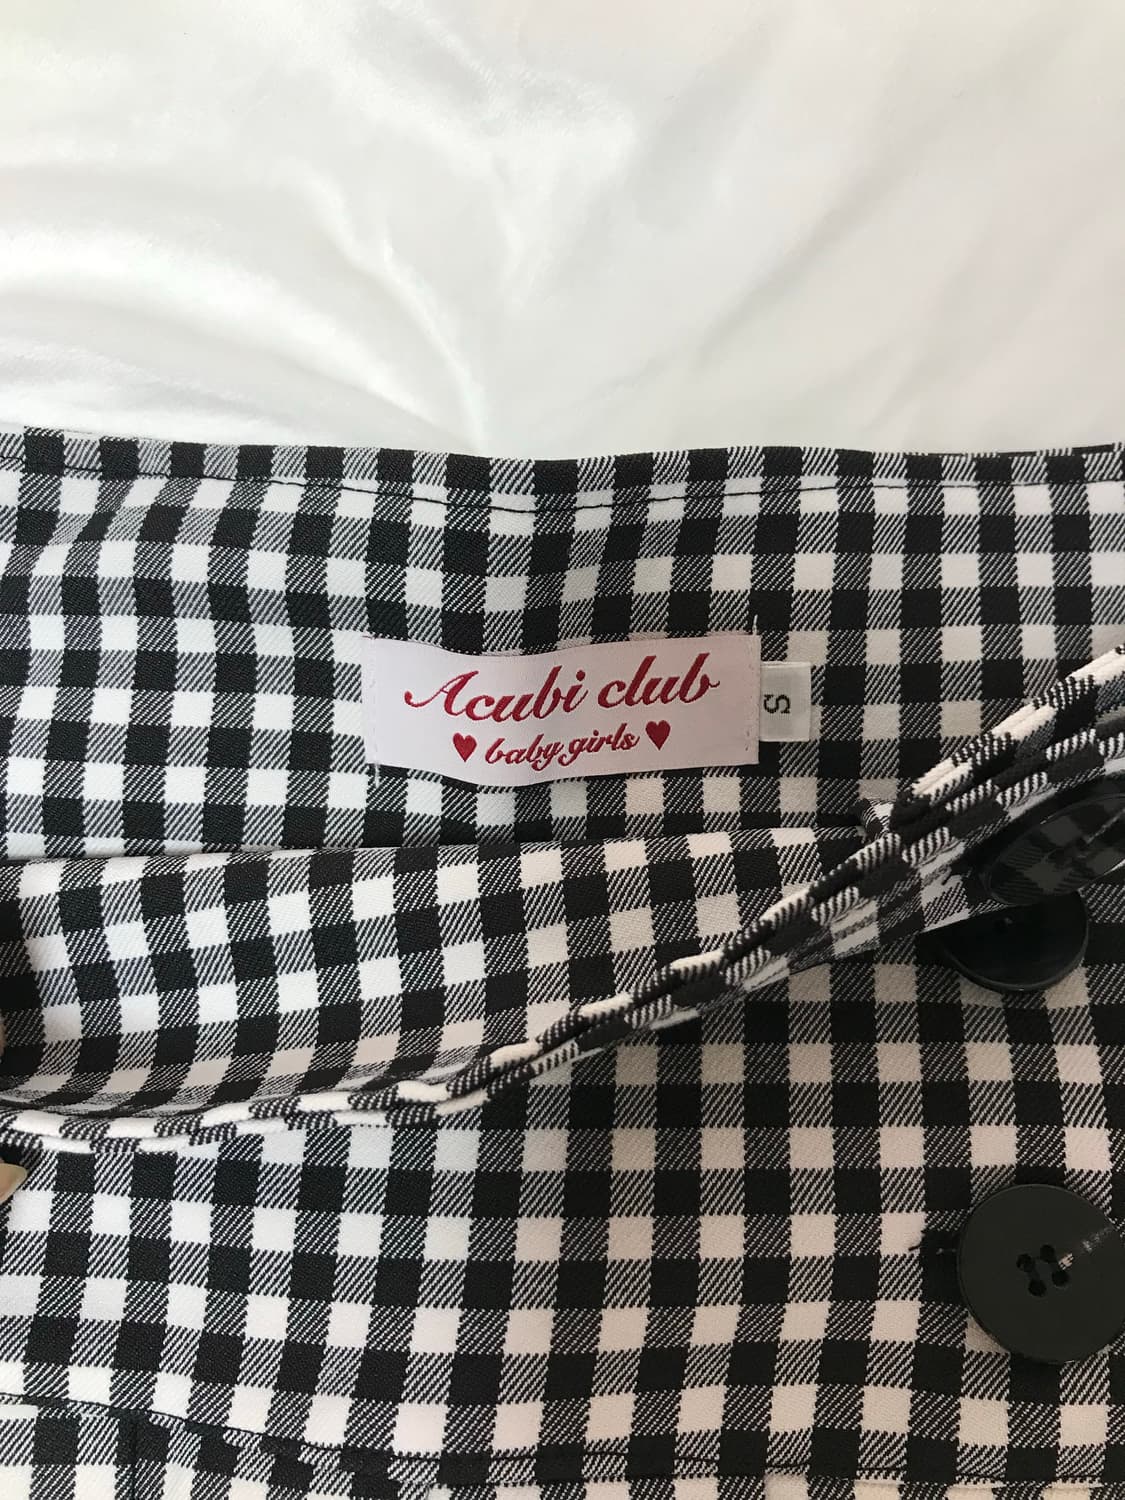 Acubi club
♥ baby girls ♥
S